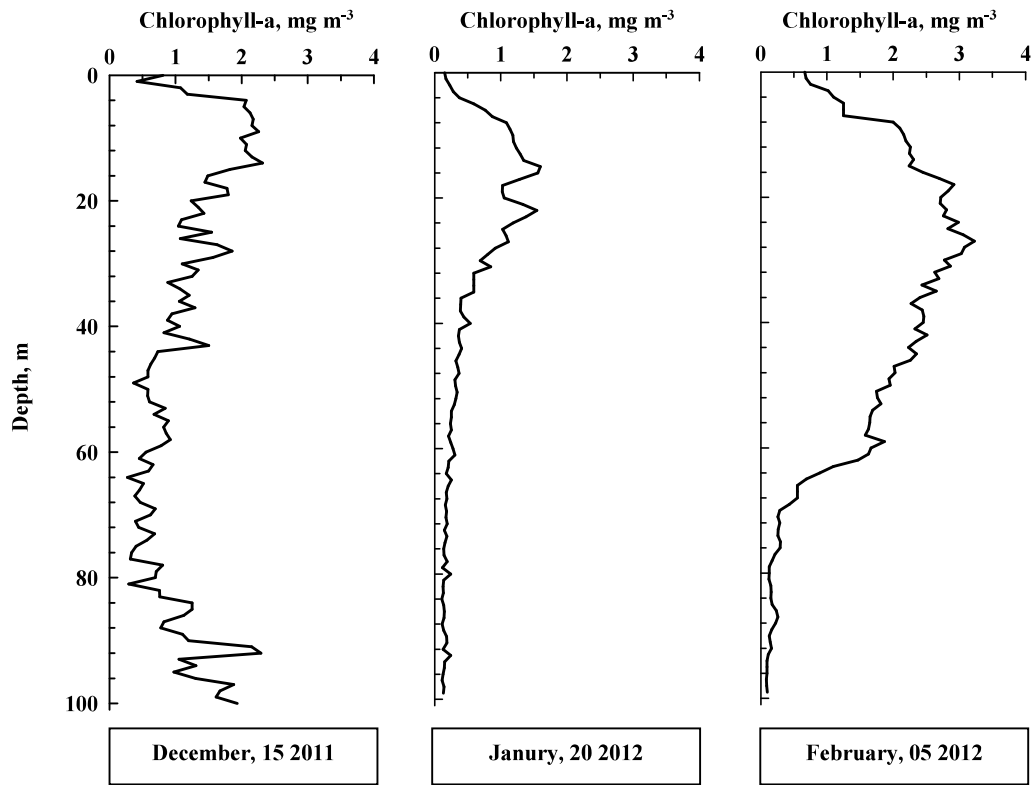 Chlorophyll-a, mg m-3 Chlorophyll-a, mg m-3 Chlorophyll-a, mg m-3
0 1 2 3 4 0 1 2 3 4 0 1 2 3 4
0
20
40
60
80
100
Depth, m
December, 15 2011 Janury, 20 2012 February, 05 2012